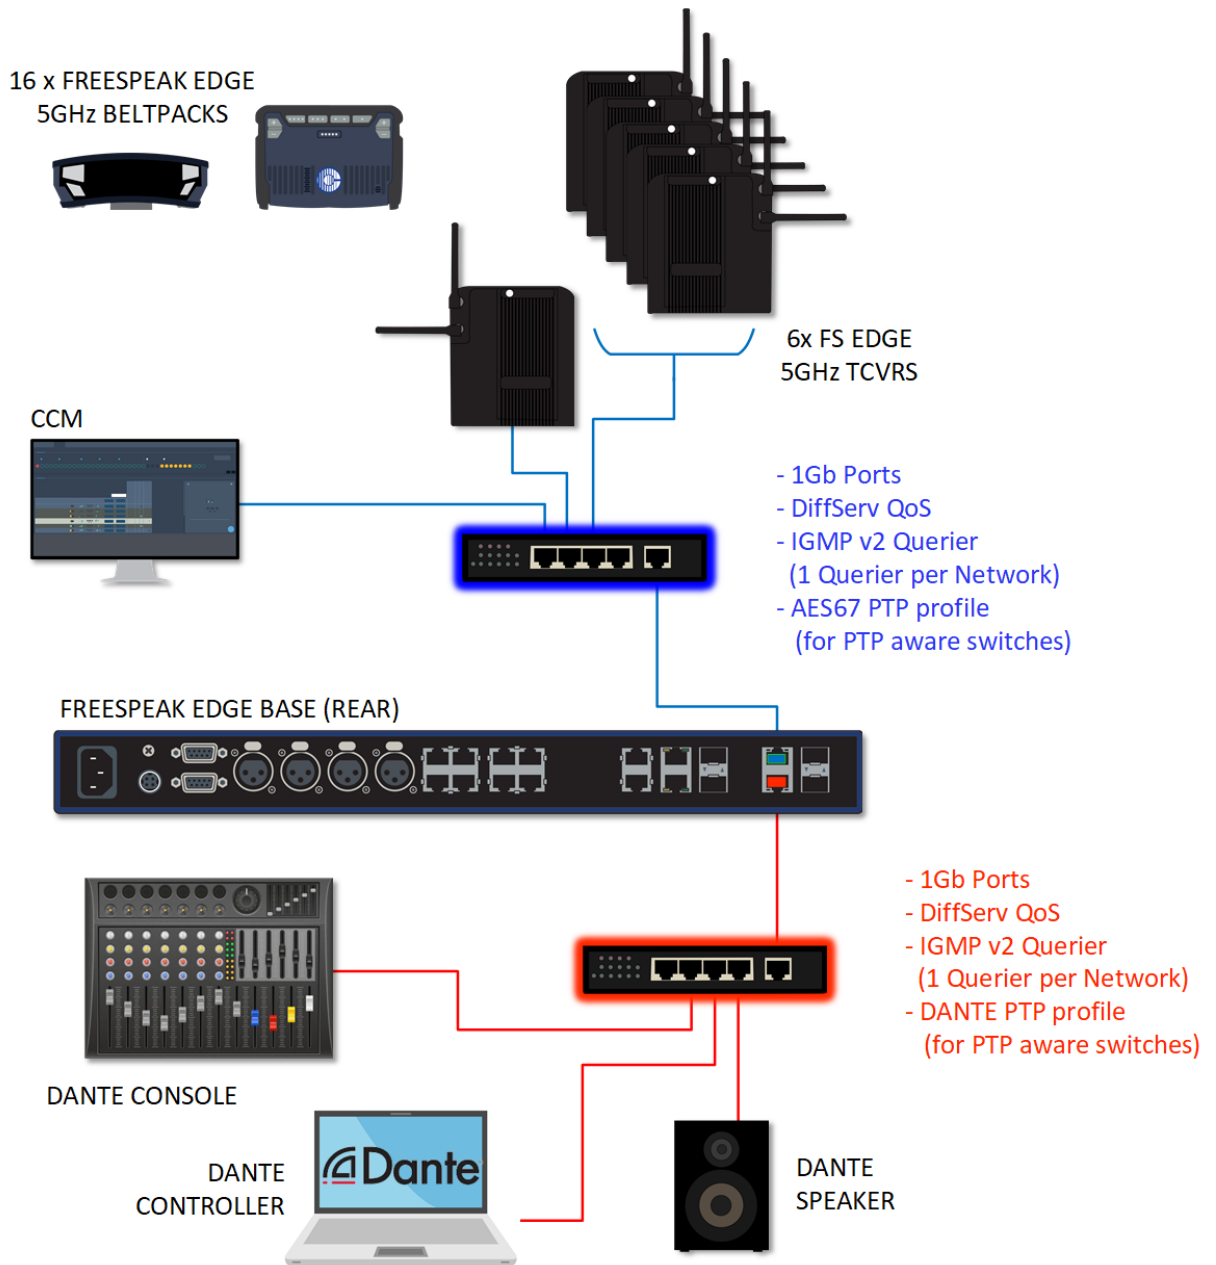 16 x FREESPEAK EDGE
5GHz BELTPACKS
6x FS EDGE
5GHz TCVRS
CCM
- 1Gb Ports
- DiffServ QoS
- IGMP v2 Querier
(1 Querier per Network)
- AES67 PTP profile
(for PTP aware switches)
FREESPEAK EDGE BASE (REAR)
- 1Gb Ports
- DiffServ QoS
- IGMP v2 Querier
(1 Querier per Network)
- DANTE PTP profile
(for PTP aware switches)
DANTE CONSOLE
Dante
DANTE
CONTROLLER
DANTE
SPEAKER